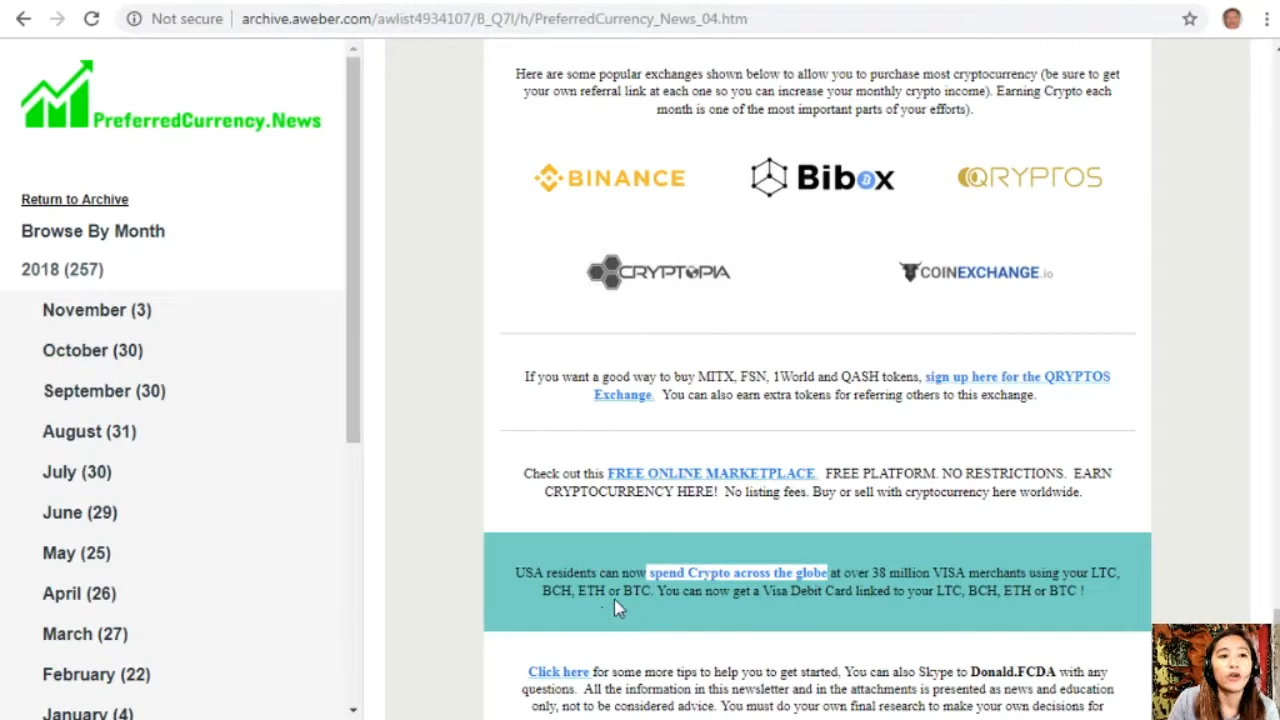 Not secure
archive.aweber.com/awlist4934107/B_Q7l/h/PreferredCurrency_News_04.htm
PreferredCurrency.News
Return to Archive
Browse By Month
2018 (257)
November (3)
October (30)
September (30)
August (31)
July (30)
June (29)
May (25)
April (26)
March (27)
February (22)
January (4)
Here are some popular exchanges shown below to allow you to purchase most cryptocurrency (be sure to get
your own referral link at each one so you can increase your monthly crypto income). Earning Crypto each
month is one of the most important parts of your efforts).
BINANCE
Bibox
QRYPTOS
CRYPTOPIA
COINEXCHANGE.io
If you want a good way to buy MITX, FSN, 1World and QASH tokens, sign up here for the QRYPTOS
Exchange. You can also earn extra tokens for referring others to this exchange.
Check out this FREE ONLINE MARKETPLACE. FREE PLATFORM. NO RESTRICTIONS. EARN
CRYPTOCURRENCY HERE! No listing fees. Buy or sell with cryptocurrency here worldwide.
USA residents can now spend Crypto across the globe at over 38 million VISA merchants using your LTC,
BCH, ETH or BTC. You can now get a Visa Debit Card linked to your LTC, BCH, ETH or BTC !
Click here for some more tips to help you to get started, You can also Skype to Donald.FCDA with any
questions. All the information in this newsletter and in the attachments is presented as news and education
only, not to be considered advice. You must do your own final research to make your own decisions for